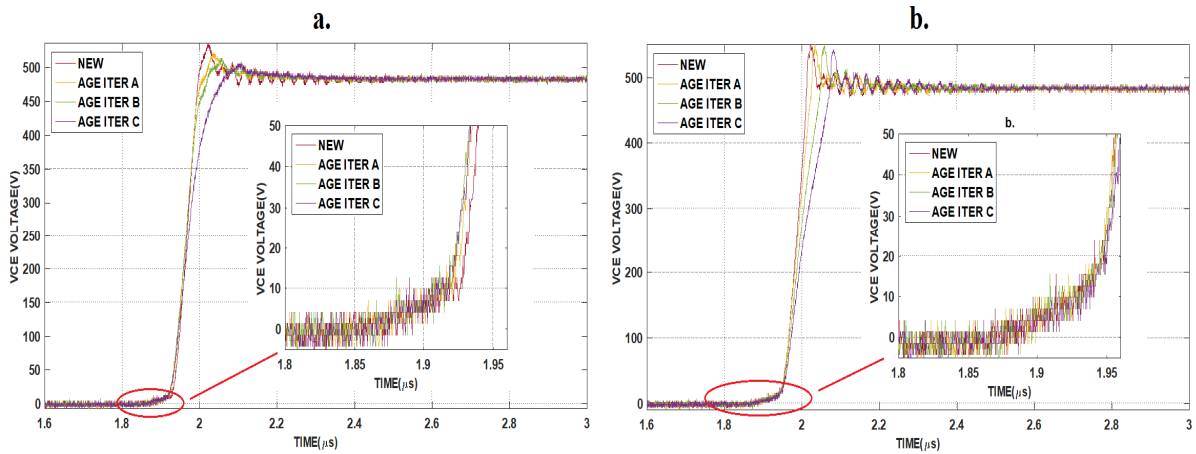 a.
VCE VOLTAGE(V)
500
450
400
350
300
250
200
150
100
50
0
NEW
AGE ITER A
AGE ITER B
AGE ITER C
VCE VOLTAGE(V)
50
40
30
20
10
0
NEW
AGE ITER A
AGE ITER B
AGE ITER C
1.8 1.85 1.9 1.95
TIME(μs)
1.6 1.8 2 2.2 2.4 2.6 2.8 3
TIME(μs)
b.
VCE VOLTAGE(V)
500
400
300
200
100
0
NEW
AGE ITER A
AGE ITER B
AGE ITER C
b.
VCE VOLTAGE(V)
50
40
30
20
10
0
NEW
AGE ITER A
AGE ITER B
AGE ITER C
1.8 1.85 1.9 1.95
TIME(μs)
1.6 1.8 2 2.2 2.4 2.6 2.8 3
TIME(μs)